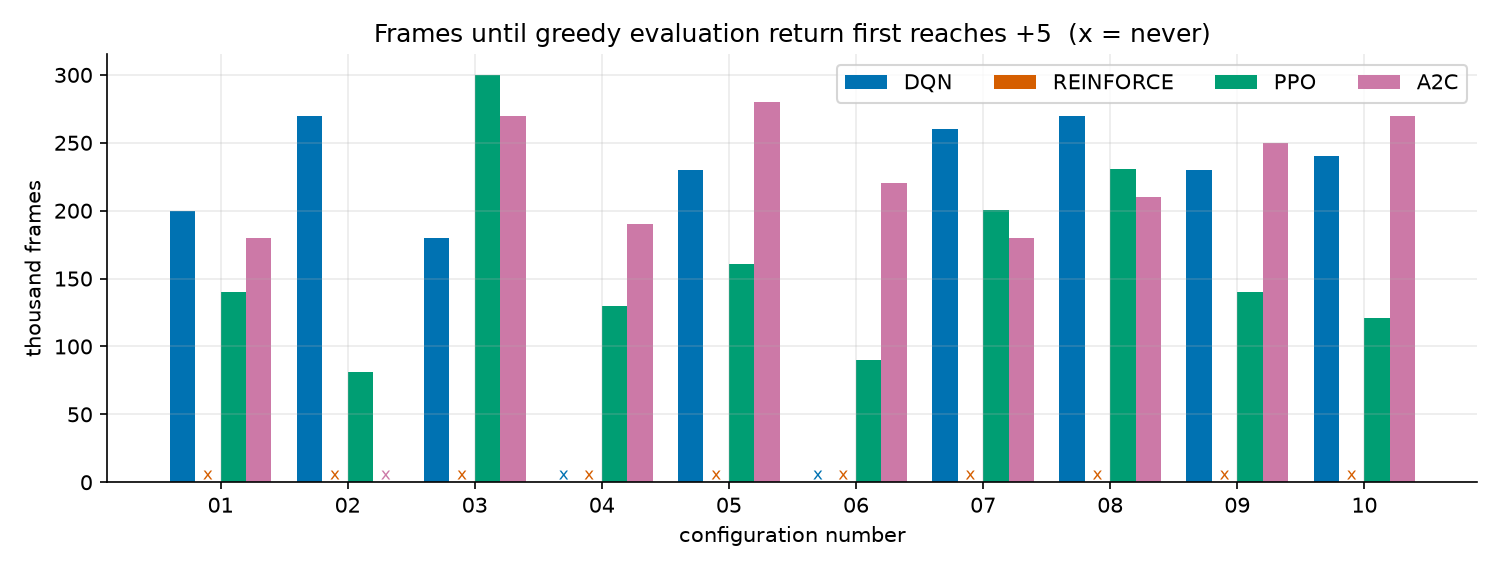 Frames until greedy evaluation return first reaches +5  (x = never)
DQN REINFORCE PPO A2C
thousand frames
300
250
200
150
100
50
0
x x x x x x x x x x x x x
01 02 03 04 05 06 07 08 09 10
configuration number